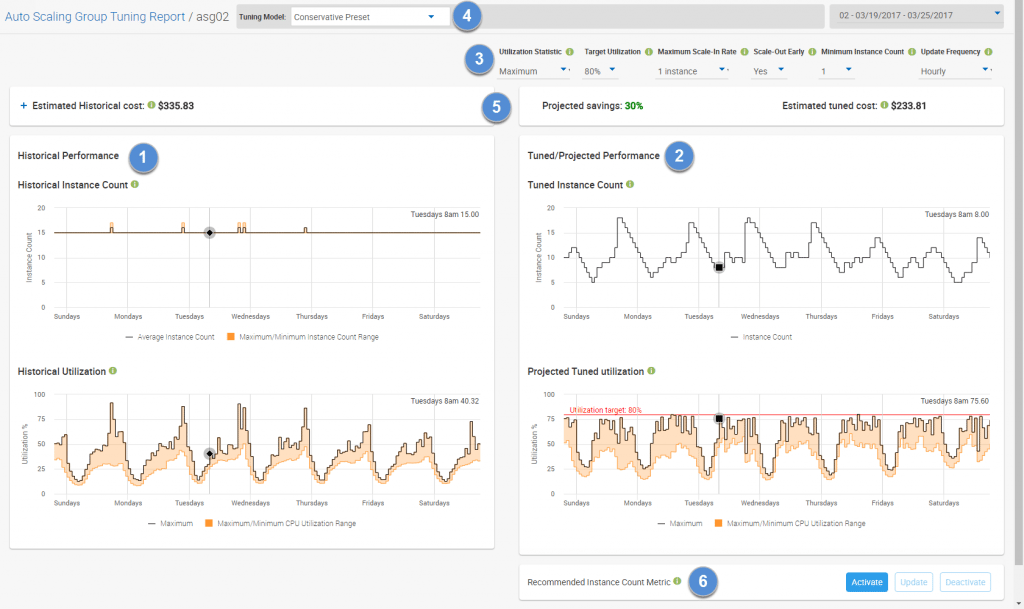 Auto Scaling Group Tuning Report / asg02
Tuning Model: Conservative Preset
4
02 - 03/19/2017 - 03/25/2017
3
Utilization Statistic Target Utilization Maximum Scale-In Rate Scale-Out Early Minimum Instance Count Update Frequency
Maximum 80% 1 instance Yes 1 Hourly
+ Estimated Historical cost: $335.83
5
Projected savings: 30% Estimated tuned cost: $233.81
Historical Performance 1
Historical Instance Count
Tuesdays 8am 15.00
Instance Count
20
15
10
5
0
Sundays Mondays Tuesdays Wednesdays Thursdays Fridays Saturdays
Average Instance Count Maximum/Minimum Instance Count Range
Historical Utilization
Tuesdays 8am 40.32
Utilization %
100
75
50
25
0
Sundays Mondays Tuesdays Wednesdays Thursdays Fridays Saturdays
Maximum Maximum/Minimum CPU Utilization Range
Tuned/Projected Performance 2
Tuned Instance Count
Tuesdays 8am 8.00
Instance Count
20
15
10
5
0
Sundays Mondays Tuesdays Wednesdays Thursdays Fridays Saturdays
Instance Count
Projected Tuned utilization
Tuesdays 8am 75.60
Utilization target: 80%
Utilization %
100
75
50
25
0
Sundays Mondays Tuesdays Wednesdays Thursdays Fridays Saturdays
Maximum Maximum/Minimum CPU Utilization Range
Recommended Instance Count Metric 6
Activate Update Deactivate